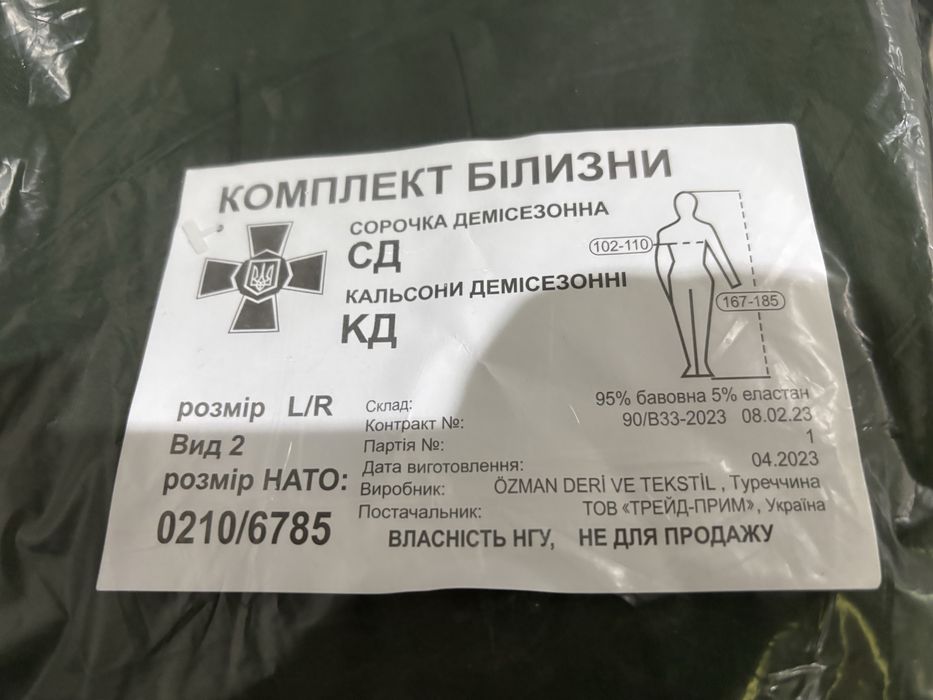 КОМПЛЕКТ БІЛИЗНИ
СОРОЧКА ДЕМІСЕЗОННА
СД
КАЛЬСОНИ ДЕМІСЕЗОННІ
КД
102-110
167-185
розмір L/R
Вид 2
розмір НАТО:
0210/6785
Склад: 95% бавовна 5% еластан
Контракт №: 90/В33-2023 08.02.23
Партія №: 1
Дата виготовлення: 04.2023
Виробник: ÖZMAN DERİ VE TEKSTİL , Туреччина
Постачальник: ТОВ «ТРЕЙД-ПРИМ», Україна
ВЛАСНІСТЬ НГУ, НЕ ДЛЯ ПРОДАЖУ